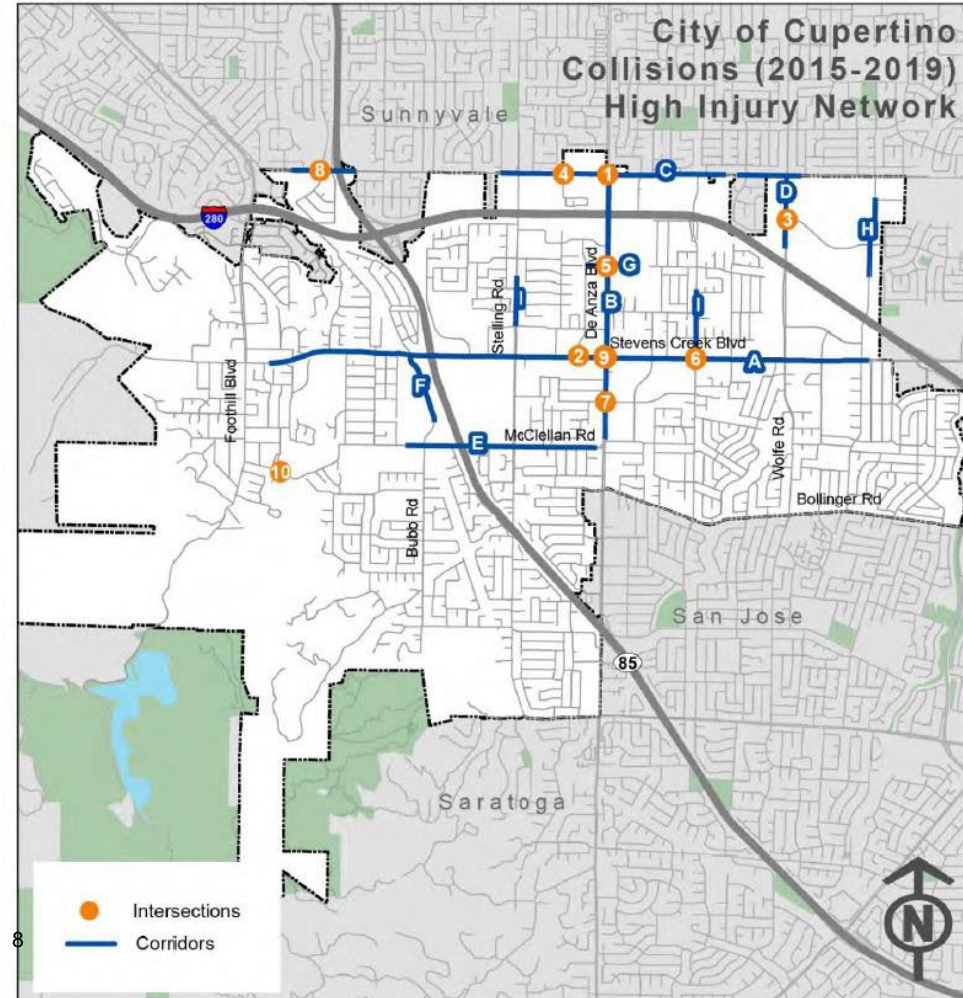 City of Cupertino
Collisions (2015-2019)
High Injury Network
Sunnyvale
8
4
1
C
D
3
H
280
5
G
De Anza Blvd
B
I
Stelling Rd
Stevens Creek Blvd
2
9
6
A
F
7
Foothill Blvd
E
McClellan Rd
10
Wolfe Rd
Bollinger Rd
Bubb Rd
San Jose
85
Saratoga
Intersections
Corridors
N
8